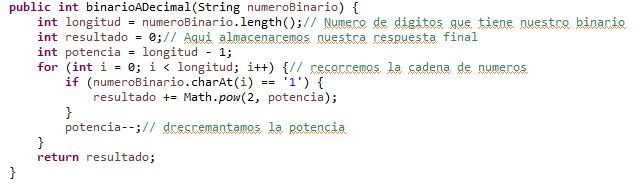 public int binarioADecimal(String numeroBinario) {
int longitud = numeroBinario.length();// Numero de digitos que tiene nuestro binario
int resultado = 0;// Aqui almacenaremos nuestra respuesta final
int potencia = longitud - 1;
for (int i = 0; i < longitud; i++) {// recorremos la cadena de numeros
if (numeroBinario.charAt(i) == '1') {
resultado += Math.pow(2, potencia);
}
potencia--;// drecremantamos la potencia
}
return resultado;
}